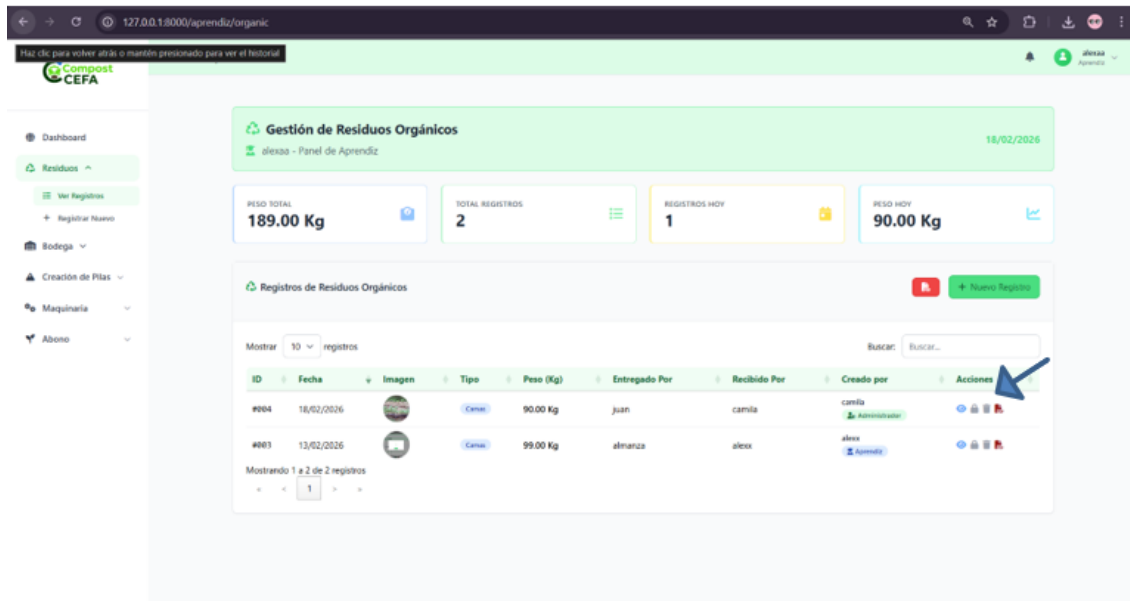 127.0.0.1:8000/aprendiz/organic
Haz clic para volver atrás o mantén presionado para ver el historial
Compost
CEFA
alexaa
Aprendiz
Dashboard
Residuos
Ver Registros
+ Registrar Nuevo
Bodega
Creación de Pilas
Maquinaria
Abono
Gestión de Residuos Orgánicos
alexaa - Panel de Aprendiz
18/02/2026
PESO TOTAL
189.00 Kg
TOTAL REGISTROS
2
REGISTROS HOY
1
PESO HOY
90.00 Kg
Registros de Residuos Orgánicos
+ Nuevo Registro
Mostrar 10 registros
Buscar: Buscar...
ID Fecha Imagen Tipo Peso (Kg) Entregado Por Recibido Por Creado por Acciones
#004 18/02/2026 Carnas 90.00 Kg juan camila camila
Administrador
#003 13/02/2026 Carnas 99.00 Kg almanza alexx alexx
Aprendiz
Mostrando 1 a 2 de 2 registros
« < 1 > »